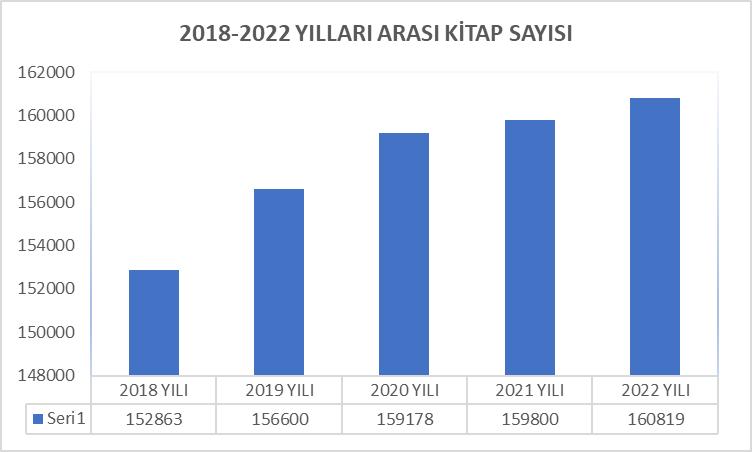 2018-2022 YILLARI ARASI KİTAP SAYISI
162000
160000
158000
156000
154000
152000
150000
148000
2018 YILI 2019 YILI 2020 YILI 2021 YILI 2022 YILI
Seri1 152863 156600 159178 159800 160819